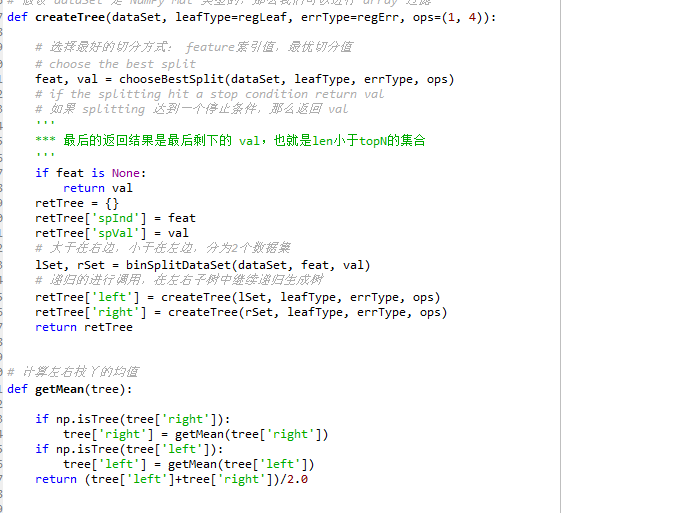 def createTree(dataSet, leafType=regLeaf, errType=regErr, ops=(1, 4)):
# 选择最好的切分方式： feature索引值，最优切分值
# choose the best split
feat, val = chooseBestSplit(dataSet, leafType, errType, ops)
# if the splitting hit a stop condition return val
# 如果 splitting 达到一个停止条件，那么返回 val
'''
*** 最后的返回结果是最后剩下的 val，也就是len小于topN的集合
'''
if feat is None:
return val
retTree = {}
retTree['spInd'] = feat
retTree['spVal'] = val
# 大于在右边，小于在左边，分为2个数据集
lSet, rSet = binSplitDataSet(dataSet, feat, val)
# 递归的进行调用，在左右子树中继续递归生成树
retTree['left'] = createTree(lSet, leafType, errType, ops)
retTree['right'] = createTree(rSet, leafType, errType, ops)
return retTree
# 计算左右枝丫的均值
def getMean(tree):
if np.isTree(tree['right']):
tree['right'] = getMean(tree['right'])
if np.isTree(tree['left']):
tree['left'] = getMean(tree['left'])
return (tree['left']+tree['right'])/2.0